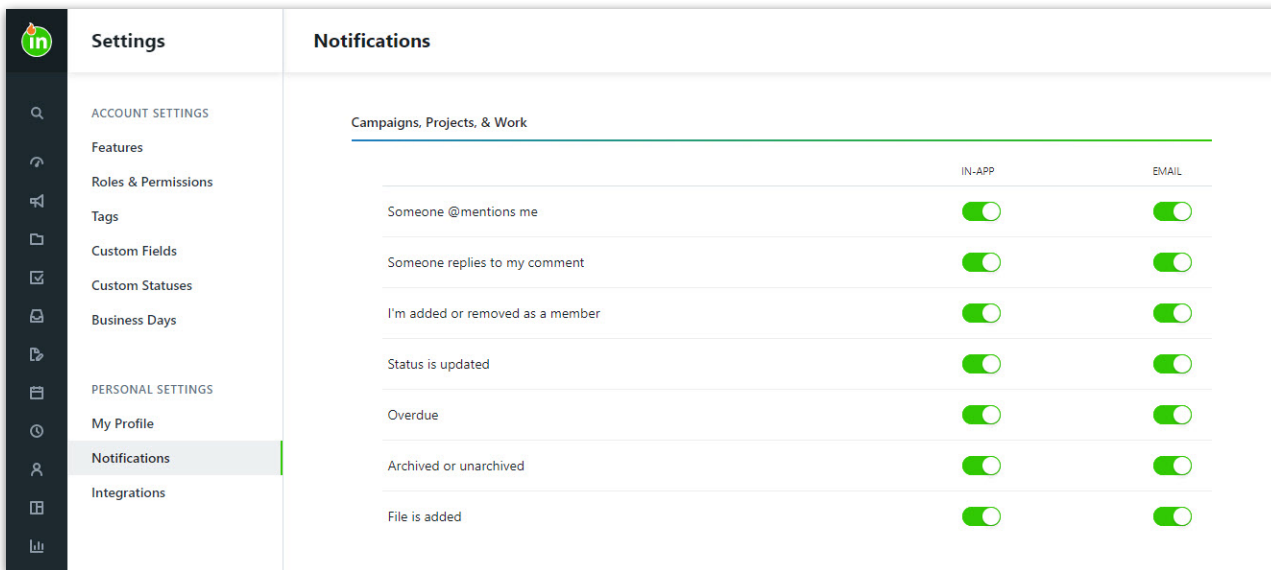 in
Settings
Notifications
ACCOUNT SETTINGS
Features
Roles & Permissions
Tags
Custom Fields
Custom Statuses
Business Days
PERSONAL SETTINGS
My Profile
Notifications
Integrations
Campaigns, Projects, & Work
IN-APP EMAIL
Someone @mentions me
Someone replies to my comment
I'm added or removed as a member
Status is updated
Overdue
Archived or unarchived
File is added